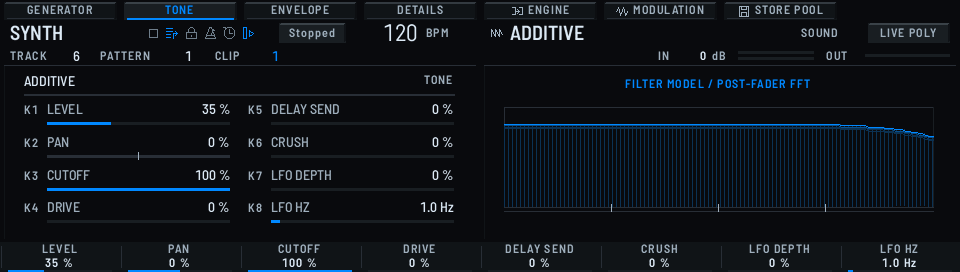 GENERATOR TONE ENVELOPE DETAILS ENGINE MODULATION STORE POOL
SYNTH Stopped 120 BPM ADDITIVE SOUND LIVE POLY
TRACK 6 PATTERN 1 CLIP 1 IN 0 dB OUT
ADDITIVE TONE
FILTER MODEL / POST-FADER FFT
K1 LEVEL 35 % K5 DELAY SEND 0 %
K2 PAN 0 % K6 CRUSH 0 %
K3 CUTOFF 100 % K7 LFO DEPTH 0 %
K4 DRIVE 0 % K8 LFO HZ 1.0 Hz
LEVEL PAN CUTOFF DRIVE DELAY SEND CRUSH LFO DEPTH LFO HZ
35 % 0 % 100 % 0 % 0 % 0 % 0 % 1.0 Hz